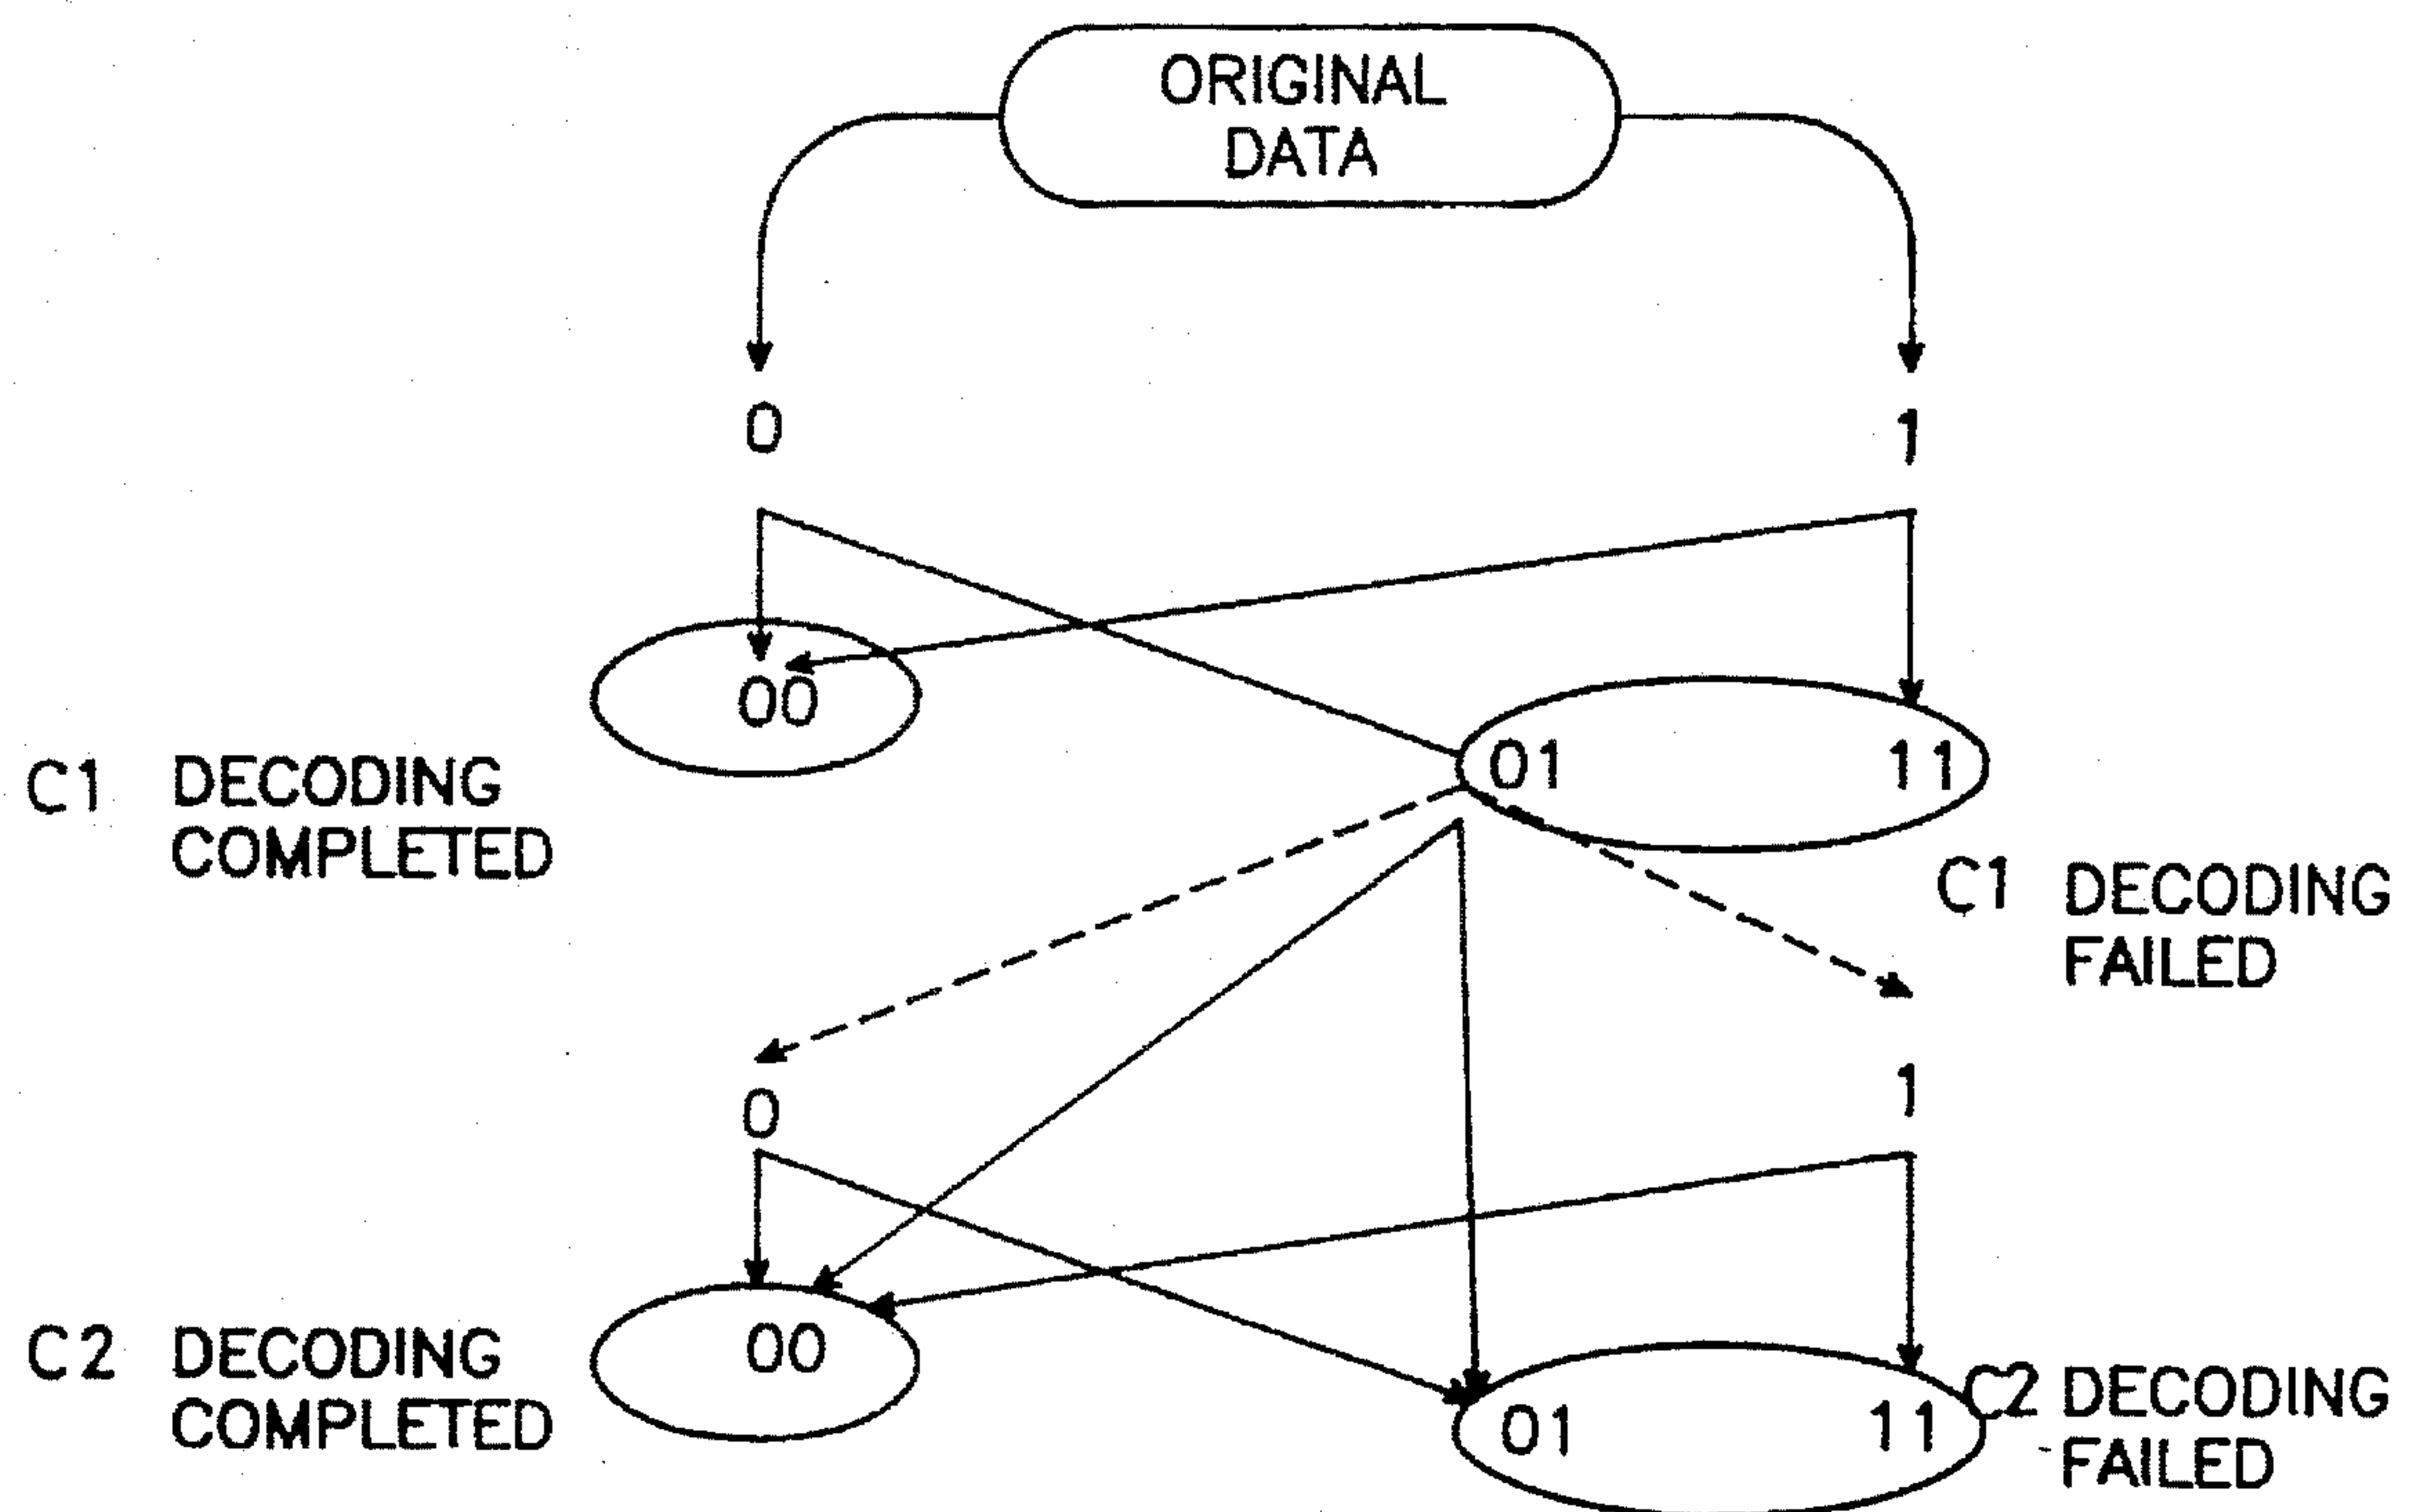 ORIGINAL
DATA
0
1
00
01 11
C1 DECODING
COMPLETED
C1 DECODING
FAILED
0
1
00
01 11
C2 DECODING
COMPLETED
C2 DECODING
FAILED